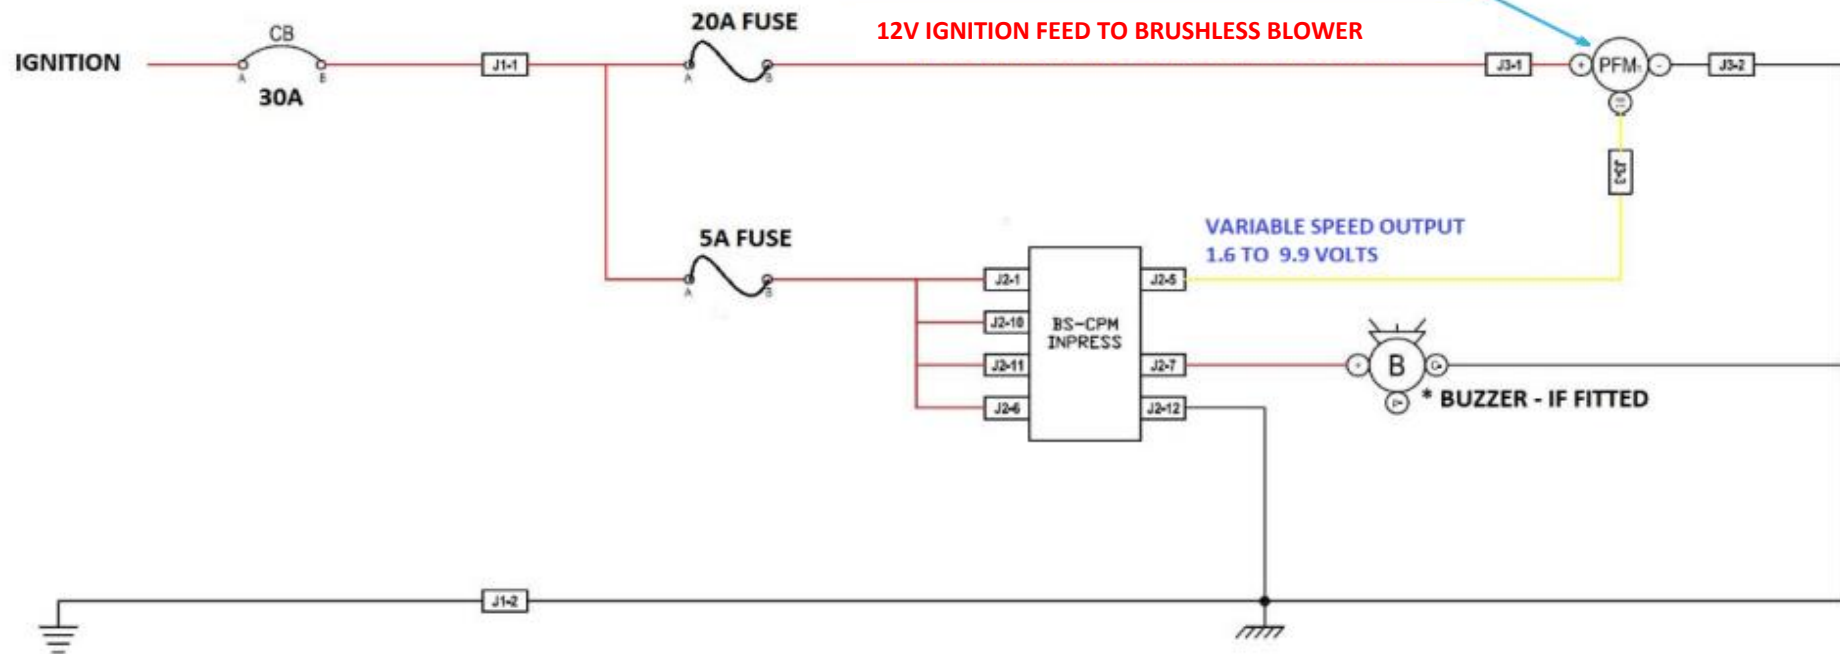 20A FUSE
12V IGNITION FEED TO BRUSHLESS BLOWER
CB
IGNITION
J1-1
A
B
A
B
J3-1
+
PFM
-
J3-2
30A
J3-3
VARIABLE SPEED OUTPUT
1.6 TO 9.9 VOLTS
5A FUSE
A
B
J2-1
J2-5
J2-10
BS-CPM
INPRESS
J2-11
J2-7
+
B
J2-6
J2-12
* BUZZER - IF FITTED
J1-2